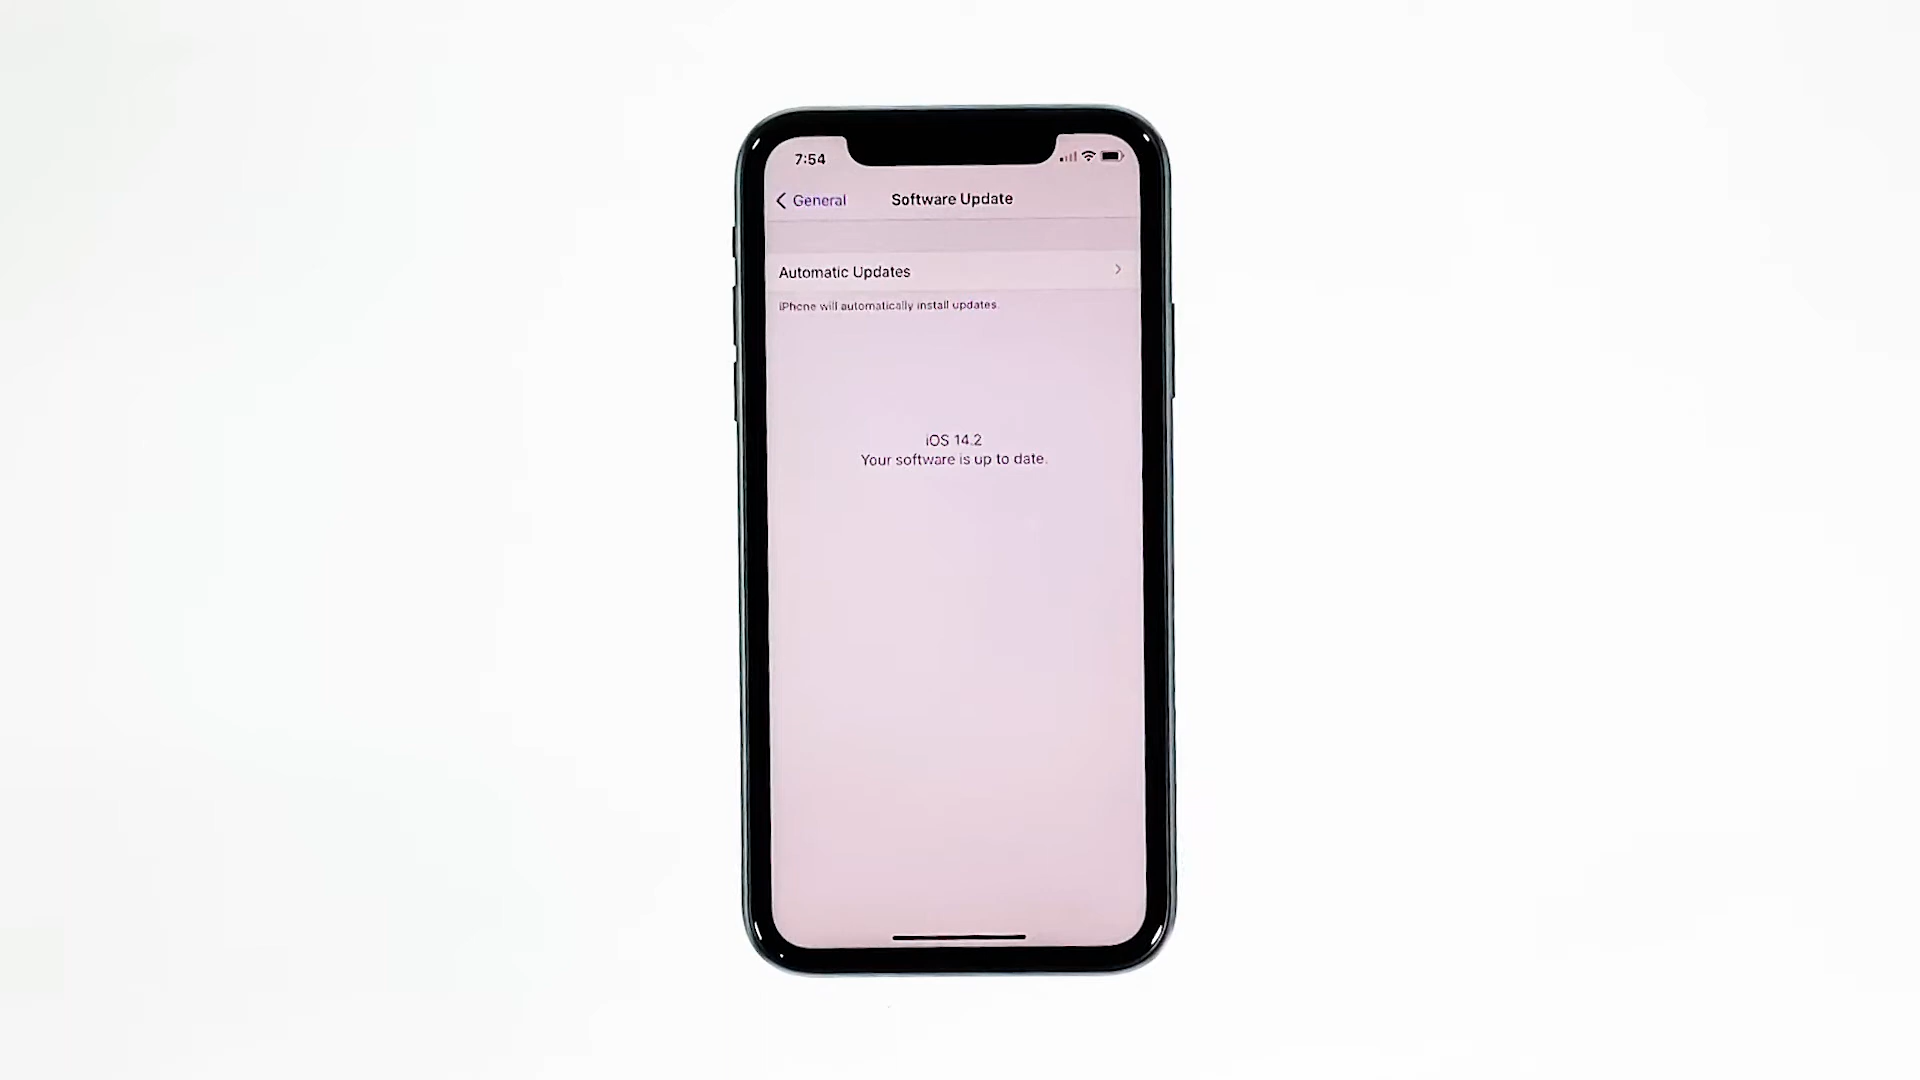 7:54
General
Software Update
Automatic Updates
iPhone will automatically install updates.
iOS 14.2
Your software is up to date.